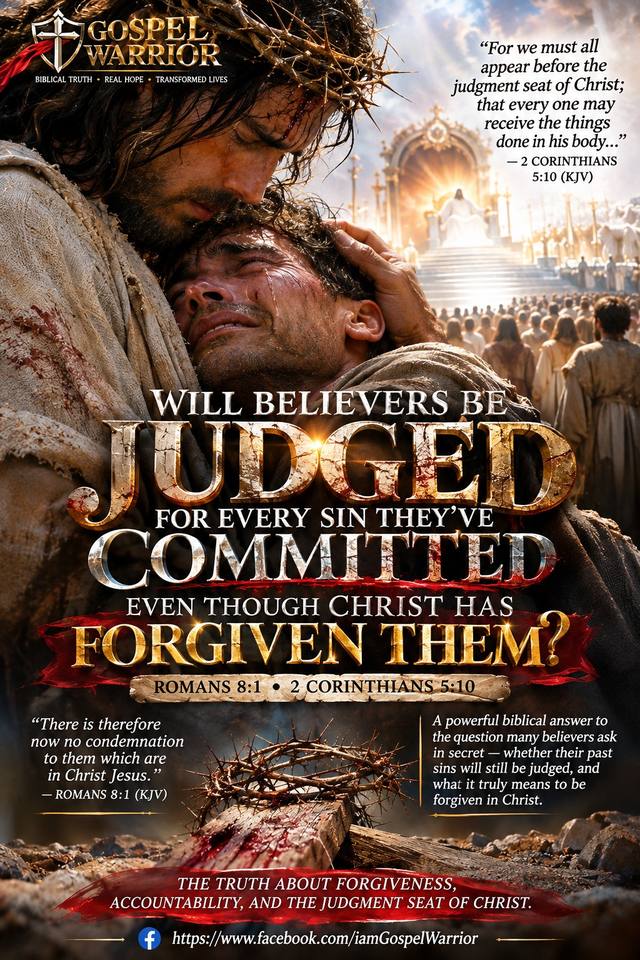 GOSPEL
WARRIOR
BIBLICAL TRUTH • REAL HOPE • TRANSFORMED LIVES
“For we must all
appear before the
judgment seat of Christ;
that every one may
receive the things
done in his body...”
— 2 CORINTHIANS
5:10 (KJV)
WILL BELIEVERS BE
JUDGED
FOR EVERY SIN THEY’VE
COMMITTED
EVEN THOUGH CHRIST HAS
FORGIVEN THEM?
ROMANS 8:1 • 2 CORINTHIANS 5:10
“There is therefore
now no condemnation
to them which are
in Christ Jesus.”
— ROMANS 8:1 (KJV)
A powerful biblical answer to
the question many believers ask
in secret — whether their past
sins will still be judged, and
what it truly means to be
forgiven in Christ.
THE TRUTH ABOUT FORGIVENESS,
ACCOUNTABILITY, AND THE JUDGMENT SEAT OF CHRIST.
https://www.facebook.com/iamGospelWarrior